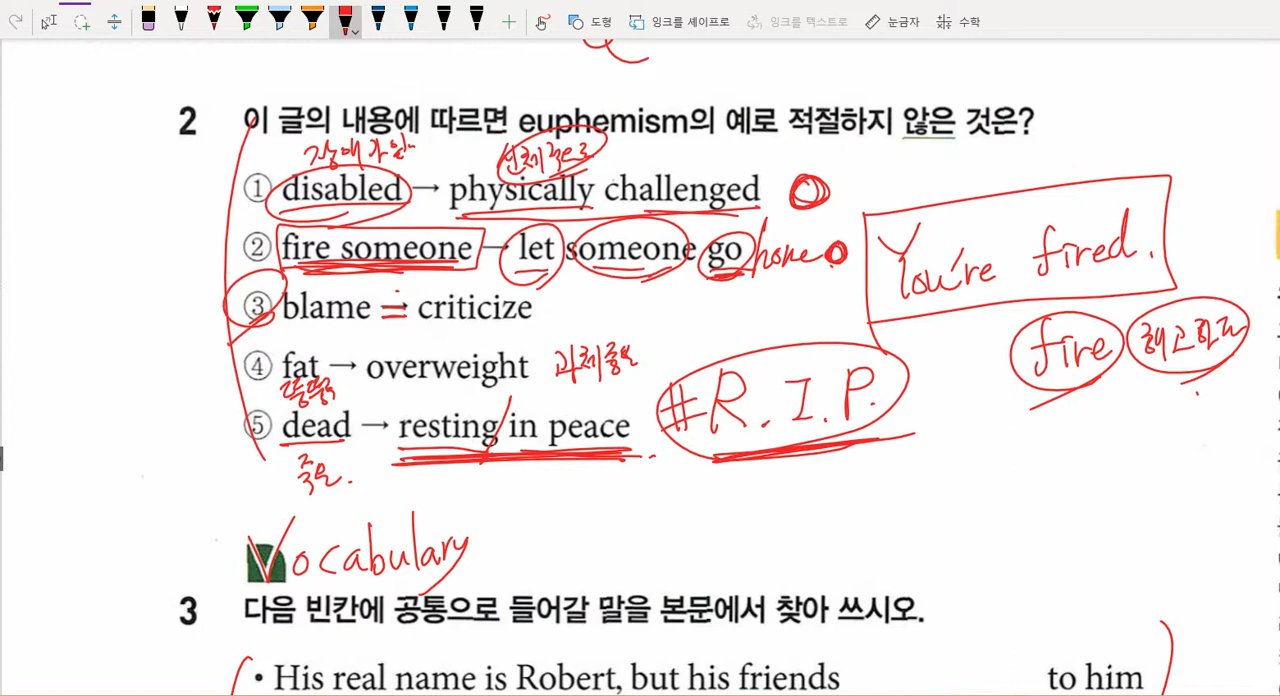 도형 잉크를 셰이프로 잉크를 텍스트로 눈금자 수학
2 이 글의 내용에 따르면 euphemism의 예로 적절하지 않은 것은?
장애가 있는 신체적으로
① disabled → physically challenged
② fire someone → let someone go home
You're fired.
③ blame → criticize
fire 해고하다
④ fat → overweight 과체중의
뚱뚱
#R.I.P.
⑤ dead → resting in peace
죽은.
Vocabulary
3 다음 빈칸에 공통으로 들어갈 말을 본문에서 찾아 쓰시오.
• His real name is Robert, but his friends to him